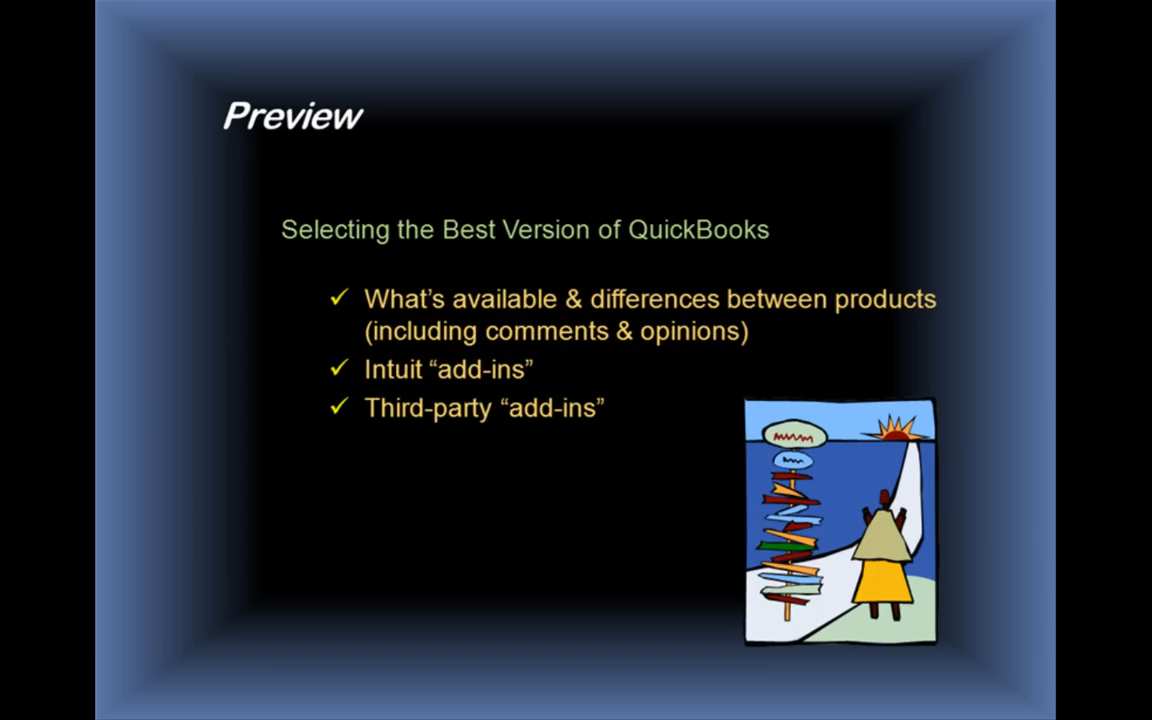 Preview
Selecting the Best Version of QuickBooks
✓ What’s available & differences between products
(including comments & opinions)
✓ Intuit “add-ins”
✓ Third-party “add-ins”